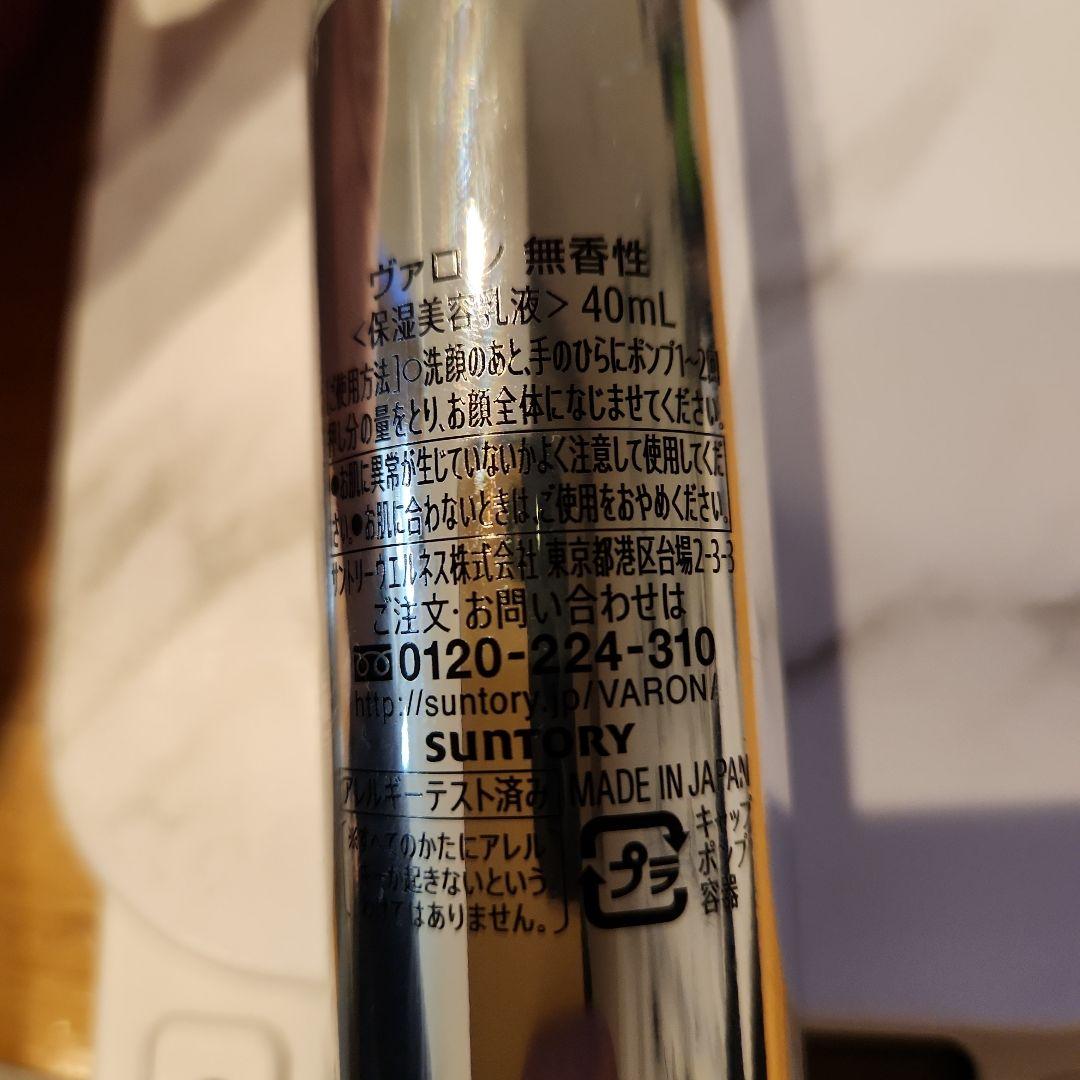 ヴァロン 無香性
<保湿美容乳液> 40mL
ご使用方法]○洗顔のあと、手のひらにポンプ1〜2回
押し分の量をとり、お顔全体になじませてください。
●お肌に異常が生じていないかよく注意して使用してくだ
さい。●お肌に合わないときは、ご使用をおやめください。
サントリーウエルネス株式会社 東京都港区台場2-3-3
ご注文・お問い合わせは
0120-224-310
http://suntory.jp/VARON/
SUNTORY
アレルギーテスト済み
MADE IN JAPAN
※すべてのかたにアレル
ギーが起きないという
わけではありません。
プラ
キャップ
ポンプ
容器